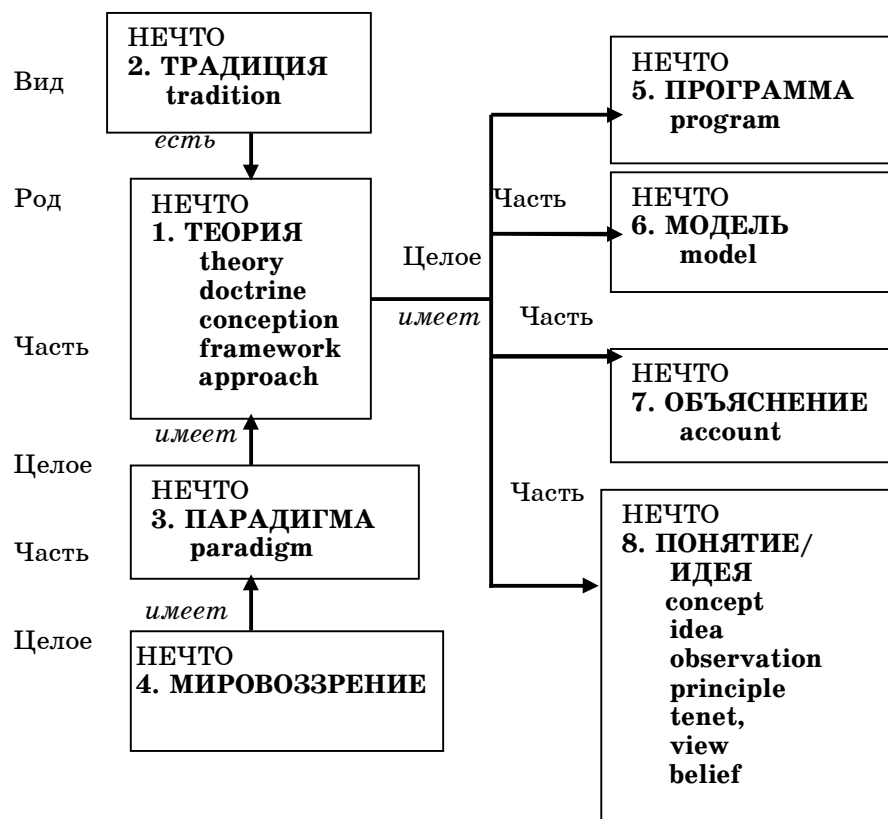 НЕЧТО
2. ТРАДИЦИЯ
tradition
Вид
есть
Род
НЕЧТО
1. ТЕОРИЯ
theory
doctrine
conception
framework
approach
Часть
имеет
Целое
НЕЧТО
3. ПАРАДИГМА
paradigm
Часть
имеет
Целое
НЕЧТО
4. МИРОВОЗЗРЕНИЕ
Целое
имеет
НЕЧТО
5. ПРОГРАММА
program
Часть
НЕЧТО
6. МОДЕЛЬ
model
Часть
НЕЧТО
7. ОБЪЯСНЕНИЕ
account
Часть
НЕЧТО
8. ПОНЯТИЕ/
ИДЕЯ
concept
idea
observation
principle
tenet,
view
belief